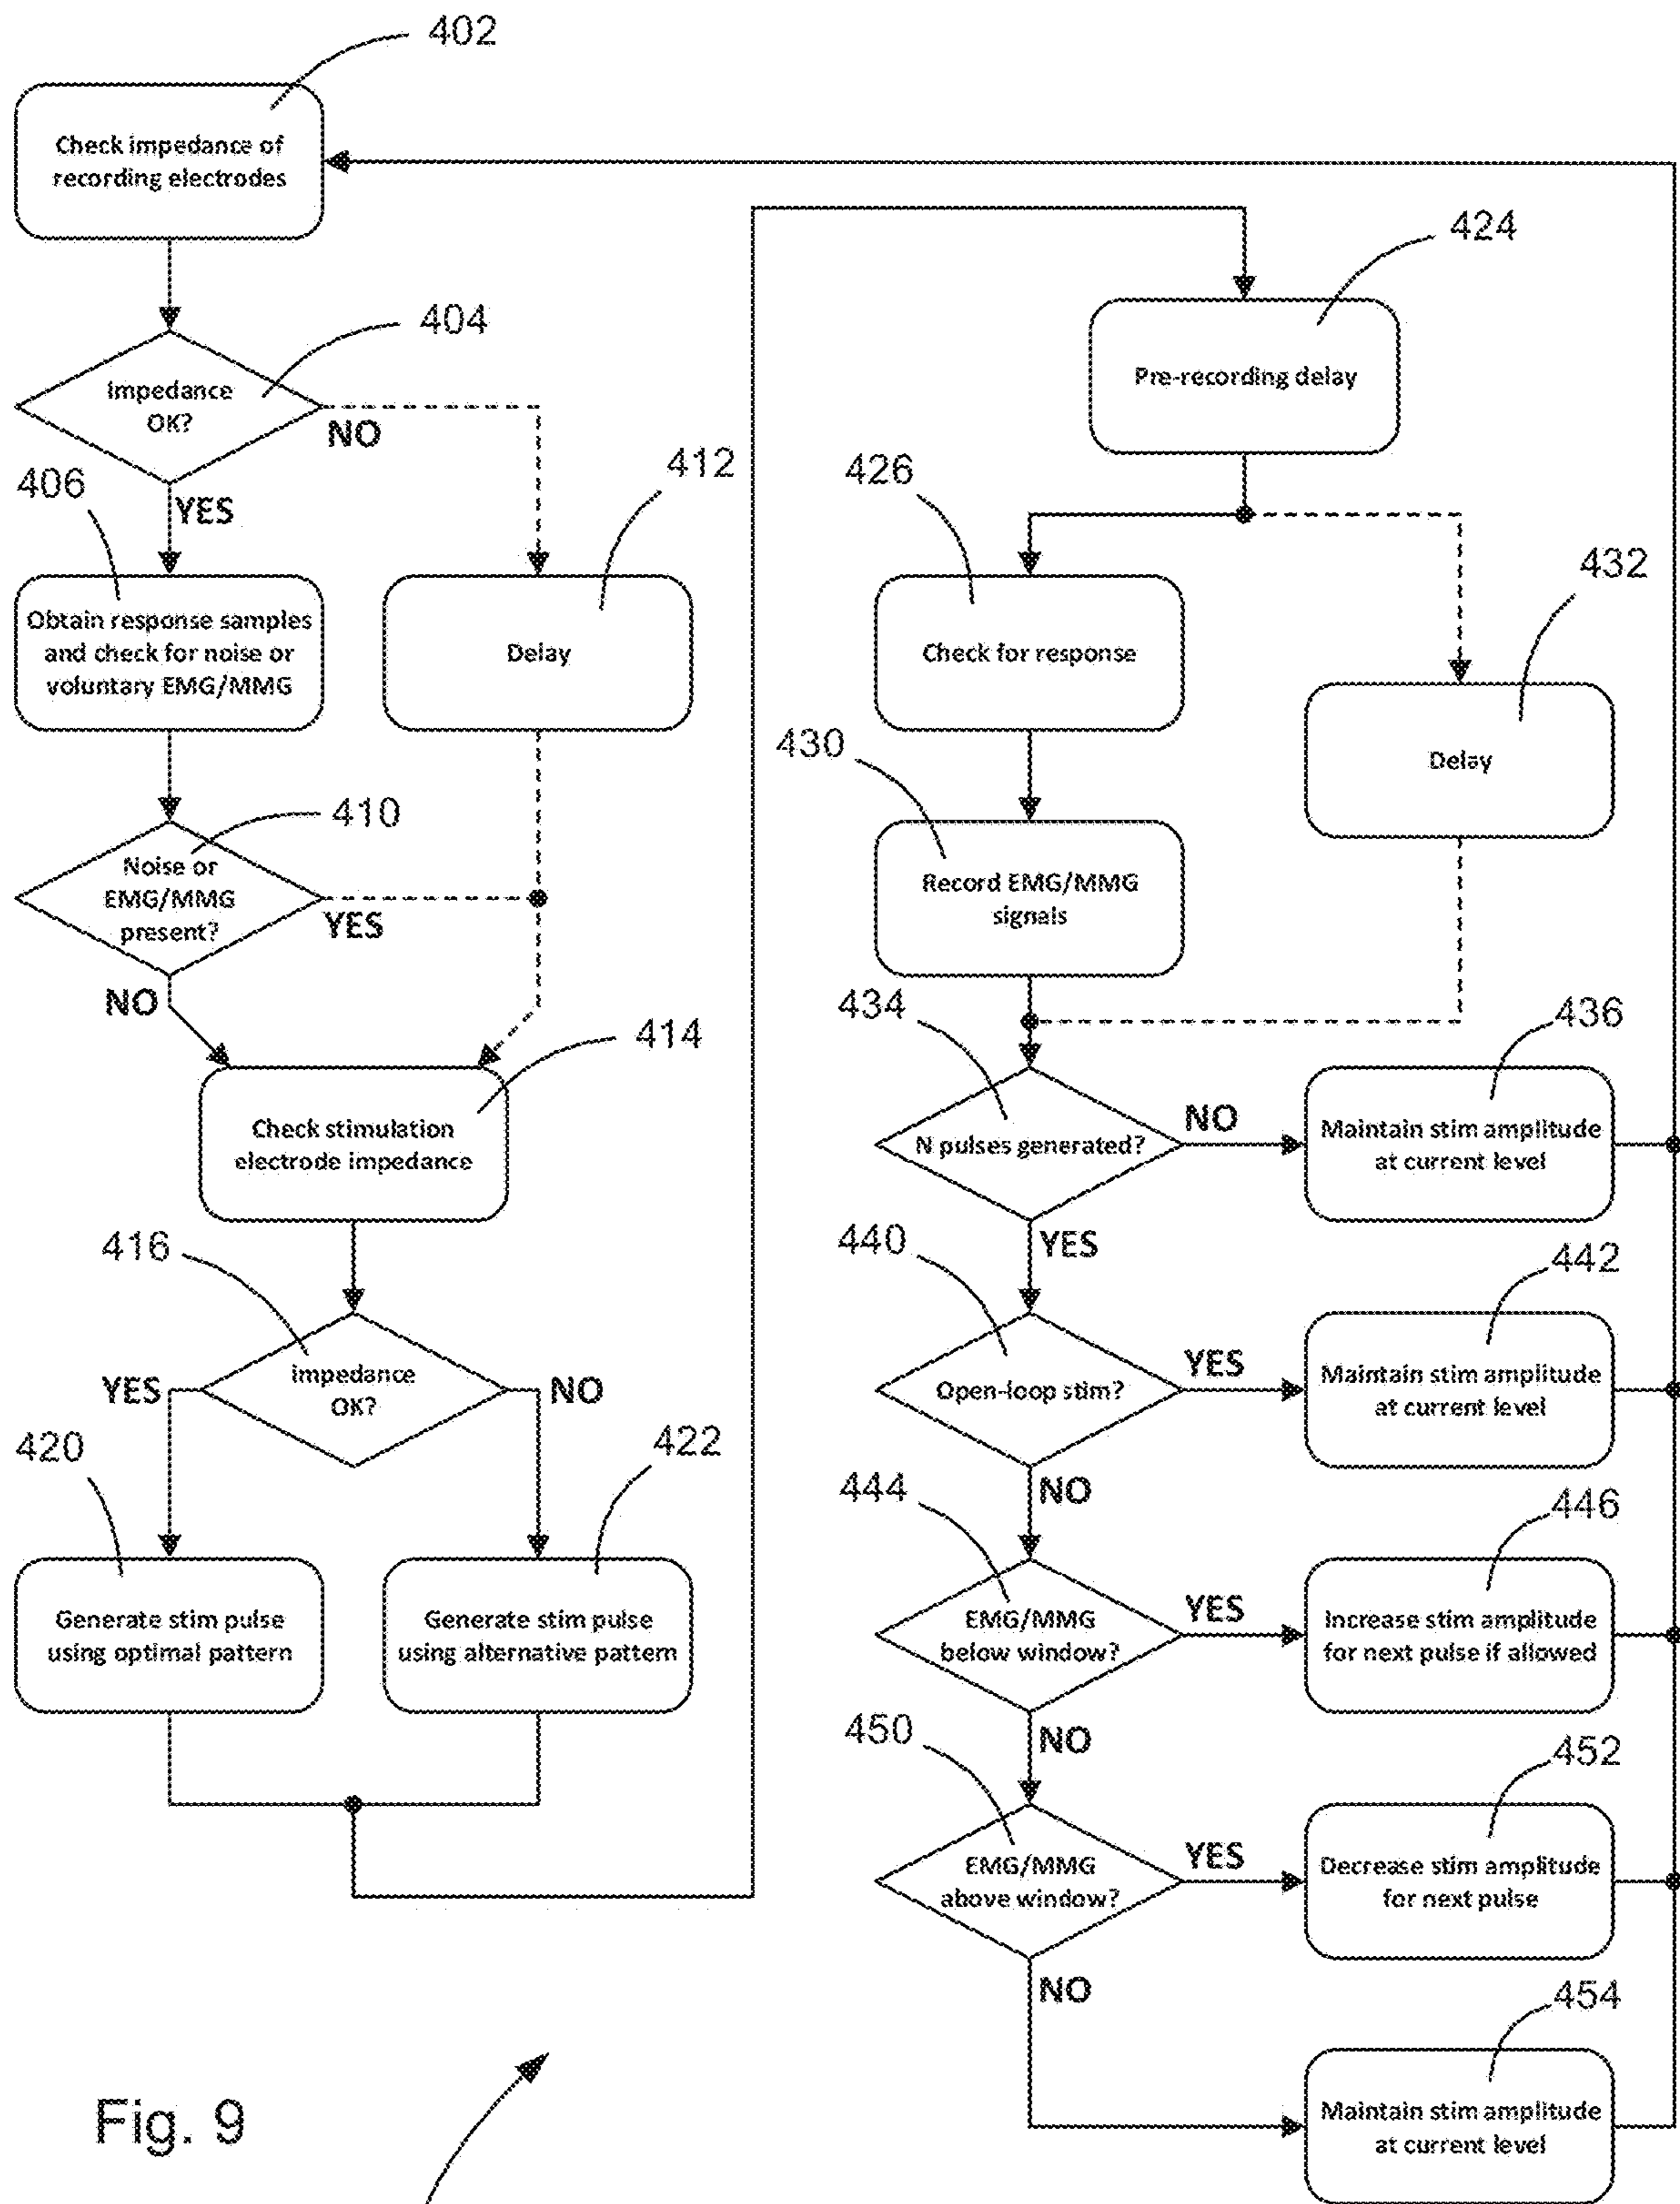 402
Check impedance of
recording electrodes
404
Impedance
OK?
NO
YES
406
Obtain response samples
and check for noise or
voluntary EMG/MMG
412
Delay
410
Noise or
EMG/MMG
present?
YES
NO
414
Check stimulation
electrode impedance
416
Impedance
OK?
YES
NO
420
Generate stim pulse
using optimal pattern
422
Generate stim pulse
using alternative pattern
424
Pre-recording delay
426
Check for response
432
Delay
430
Record EMG/MMG
signals
434
N pulses generated?
NO
436
Maintain stim amplitude
at current level
YES
440
Open-loop stim?
YES
442
Maintain stim amplitude
at current level
NO
444
EMG/MMG
below window?
YES
446
Increase stim amplitude
for next pulse if allowed
NO
450
EMG/MMG
above window?
YES
452
Decrease stim amplitude
for next pulse
NO
454
Maintain stim amplitude
at current level
Fig. 9